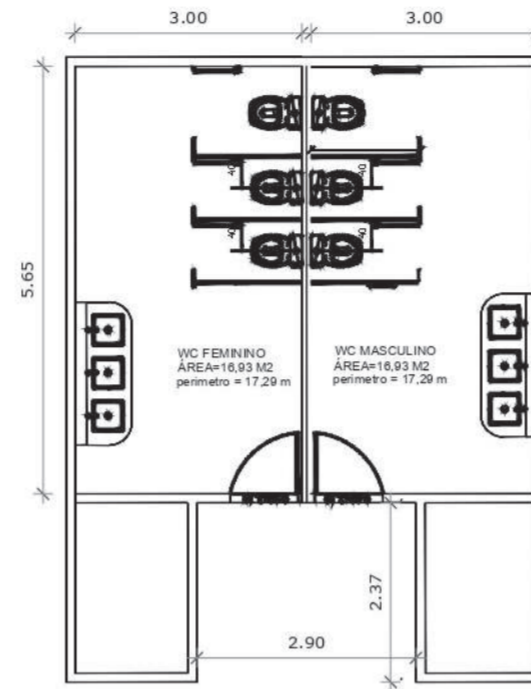 3.00
3.00
40
40
40
40
5.65
WC FEMININO
ÁREA=16,93 M2
perimetro = 17,29 m
WC MASCULINO
ÁREA=16,93 M2
perimetro = 17,29 m
2.37
2.90